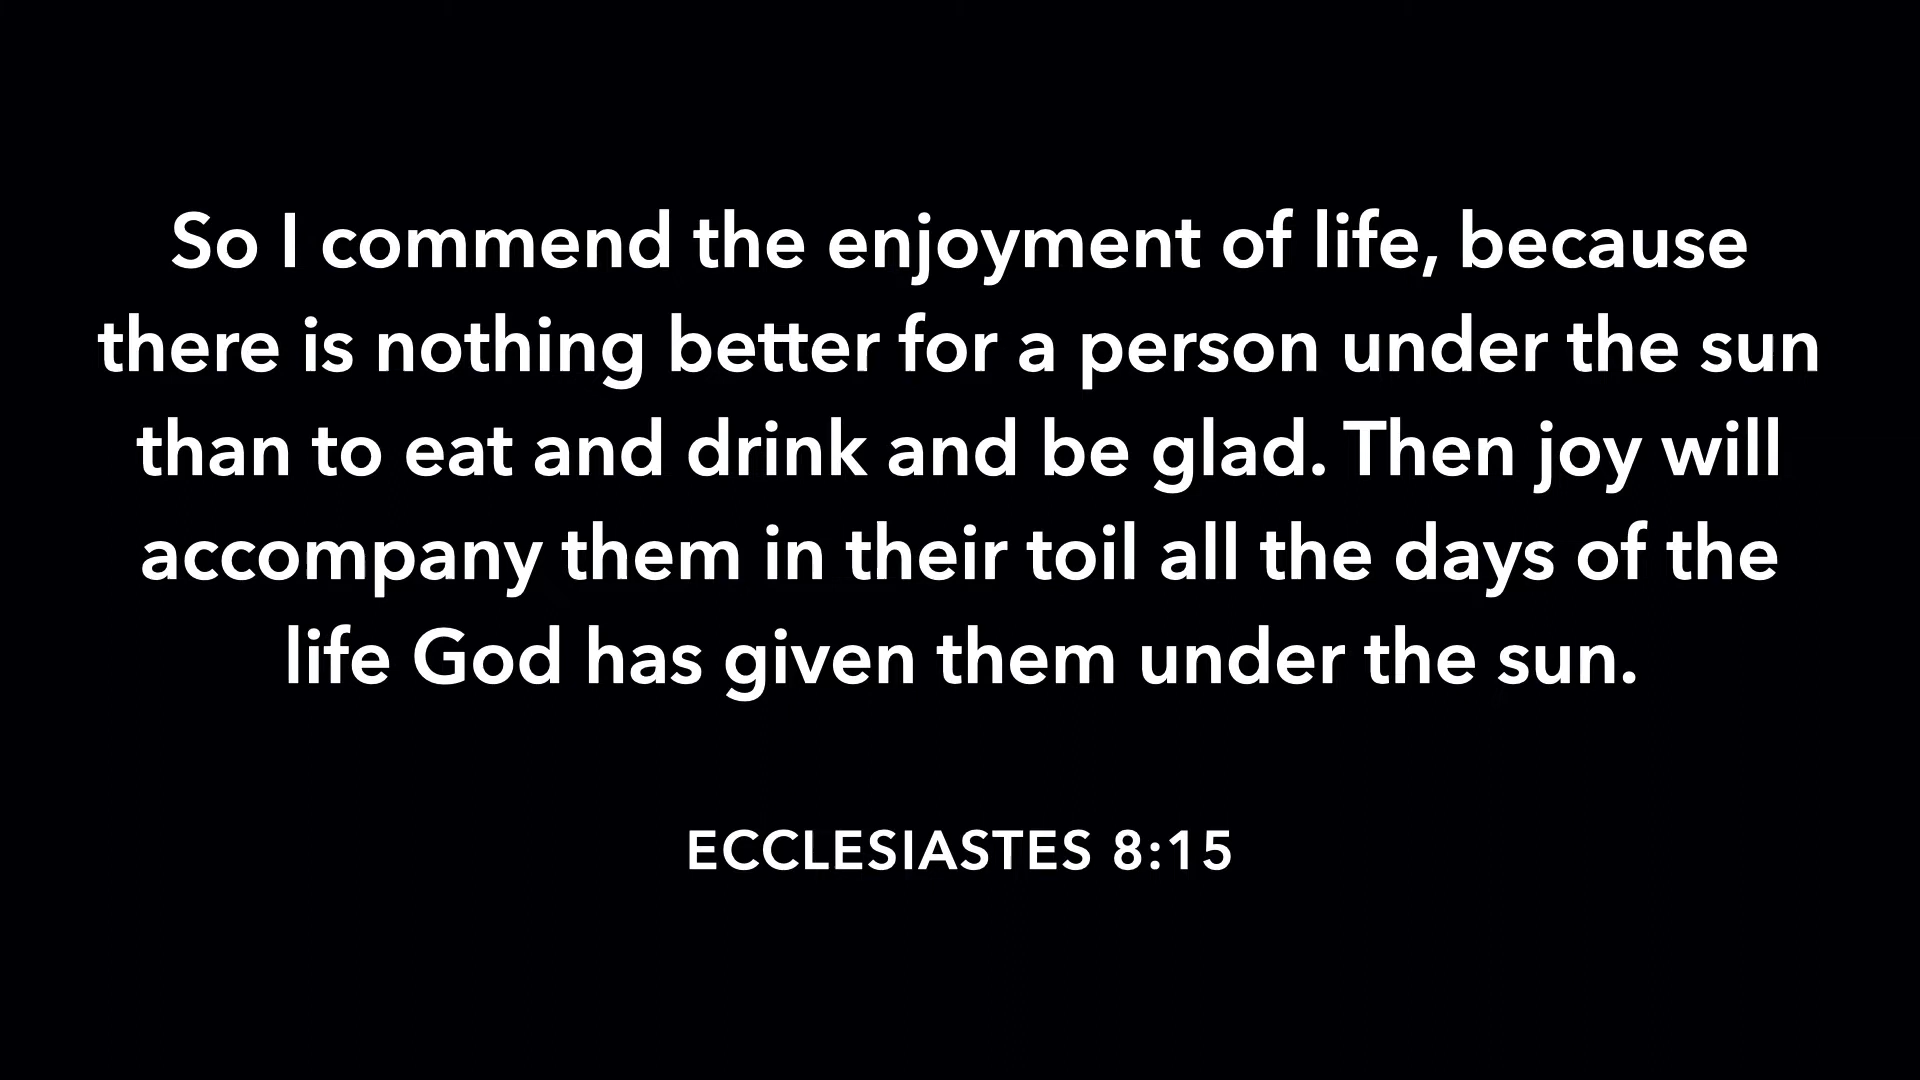 So I commend the enjoyment of life, because
there is nothing better for a person under the sun
than to eat and drink and be glad. Then joy will
accompany them in their toil all the days of the
life God has given them under the sun.
ECCLESIASTES 8:15